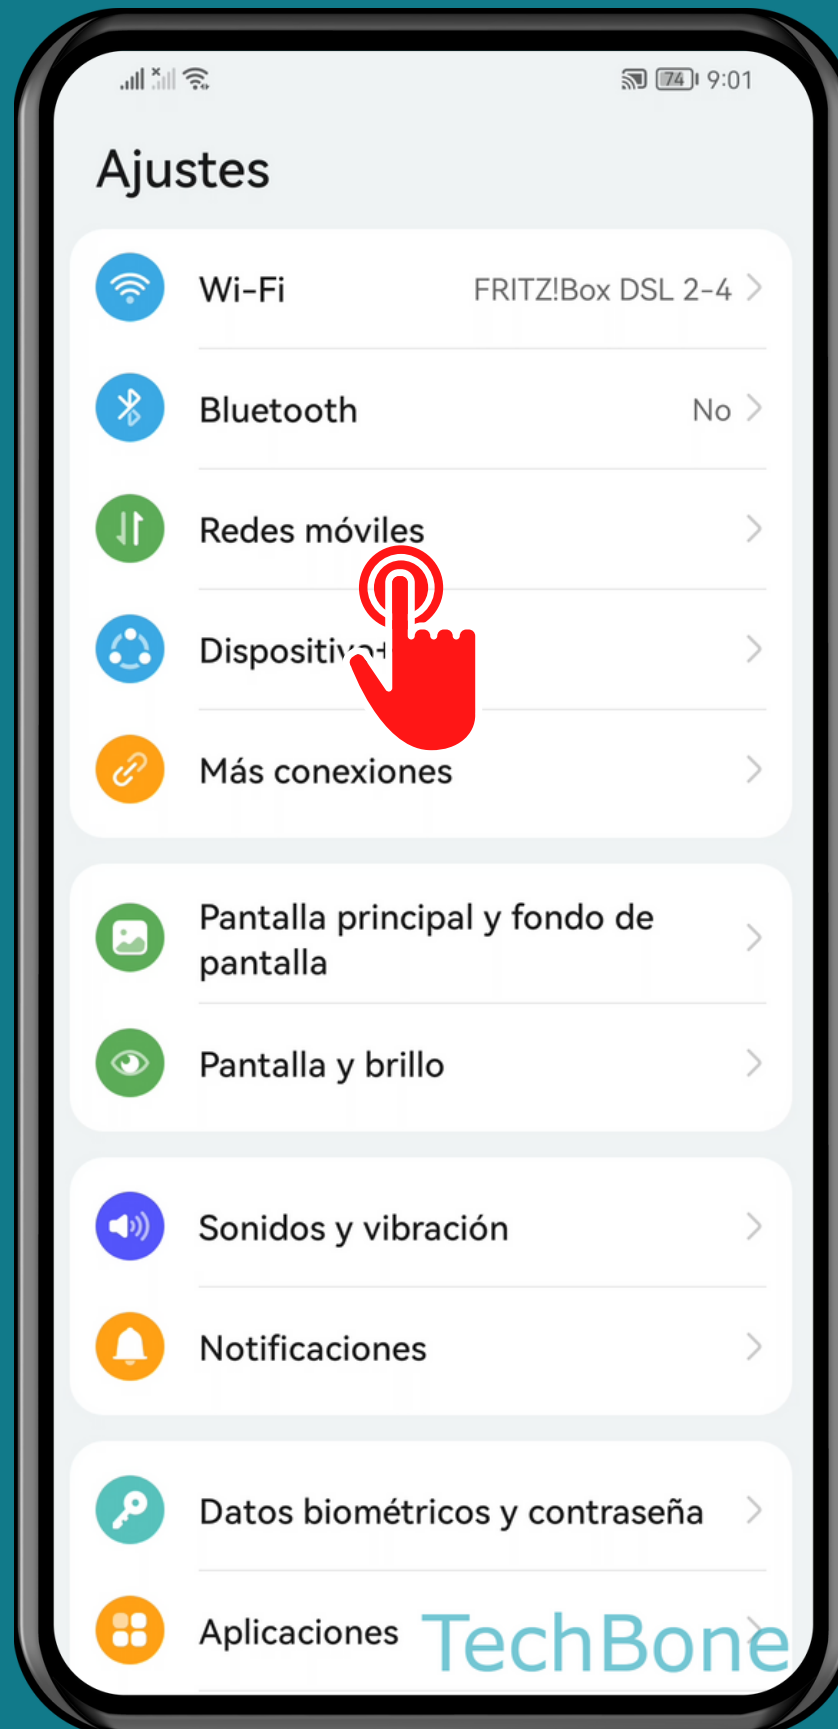 74 9:01
Ajustes
Wi-Fi FRITZ!Box DSL 2-4
Bluetooth No
Redes móviles
Más conexiones
Pantalla principal y fondo de
pantalla
Pantalla y brillo
Sonidos y vibración
Notificaciones
Datos biométricos y contraseña
Aplicaciones
TechBone